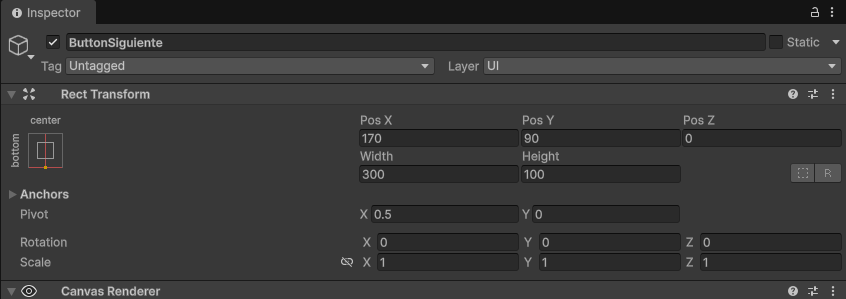 Inspector
ButtonSiguiente Static
Tag Untagged Layer UI
Rect Transform
center
bottom
Pos X Pos Y Pos Z
170 90 0
Width Height
300 100
R
Anchors
Pivot X 0.5 Y 0
Rotation X 0 Y 0 Z 0
Scale X 1 Y 1 Z 1
Canvas Renderer